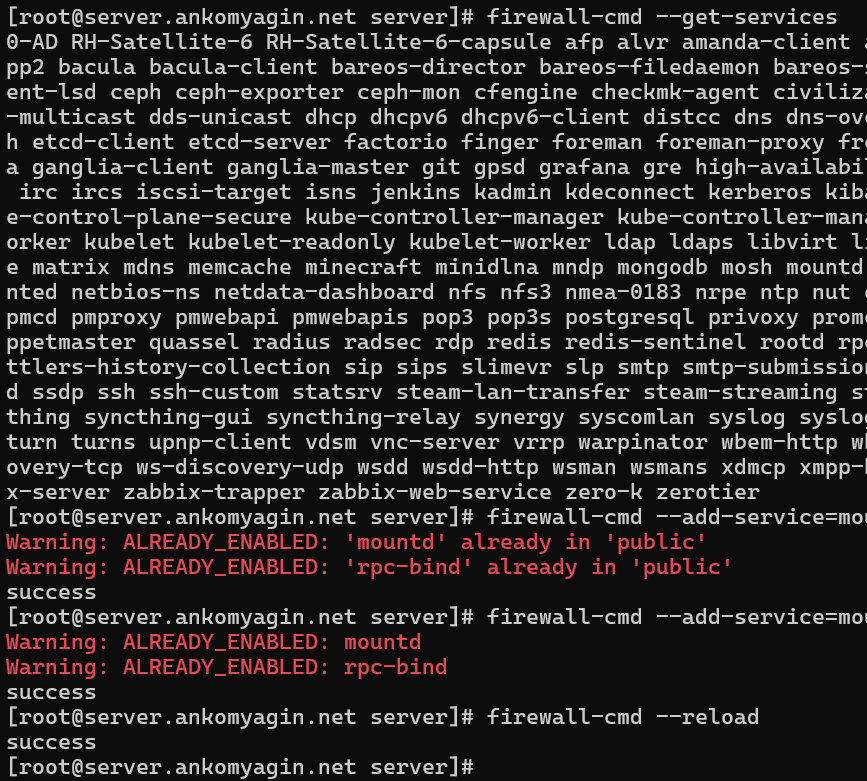 [root@server.ankomyagin.net server]# firewall-cmd --get-services
0-AD RH-Satellite-6 RH-Satellite-6-capsule afp alvr amanda-client
pp2 bacula bacula-client bareos-director bareos-filedaemon bareos-s
ent-lsd ceph ceph-exporter ceph-mon cfengine checkmk-agent civiliza
-multicast dds-unicast dhcp dhcpv6 dhcpv6-client distcc dns dns-ove
h etcd-client etcd-server factorio finger foreman foreman-proxy fre
a ganglia-client ganglia-master git gpsd grafana gre high-availabil
irc ircs iscsi-target isns jenkins kadmin kdeconnect kerberos kiba
e-control-plane-secure kube-controller-manager kube-controller-mana
orker kubelet kubelet-readonly kubelet-worker ldap ldaps libvirt li
e matrix mdns memcache minecraft minidlna mndp mongodb mosh mountd
nted netbios-ns netdata-dashboard nfs nfs3 nmea-0183 nrpe ntp nut
pmcd pmproxy pmwebapi pmwebapis pop3 pop3s postgresql privoxy prome
ppetmaster quassel radius radsec rdp redis redis-sentinel rootd rpc
ttlers-history-collection sip sips slimevr slp smtp smtp-submission
d ssdp ssh ssh-custom statsrv steam-lan-transfer steam-streaming s
thing syncthing-gui syncthing-relay synergy syscomlan syslog syslog
turn turns upnp-client vdsm vnc-server vrrp warpinator wbem-http wb
overy-tcp ws-discovery-udp wsdd wsdd-http wsman wsmans xdmcp xmpp-b
x-server zabbix-trapper zabbix-web-service zero-k zerotier
[root@server.ankomyagin.net server]# firewall-cmd --add-service=mou
Warning: ALREADY_ENABLED: 'mountd' already in 'public'
Warning: ALREADY_ENABLED: 'rpc-bind' already in 'public'
success
[root@server.ankomyagin.net server]# firewall-cmd --add-service=mou
Warning: ALREADY_ENABLED: mountd
Warning: ALREADY_ENABLED: rpc-bind
success
[root@server.ankomyagin.net server]# firewall-cmd --reload
success
[root@server.ankomyagin.net server]#